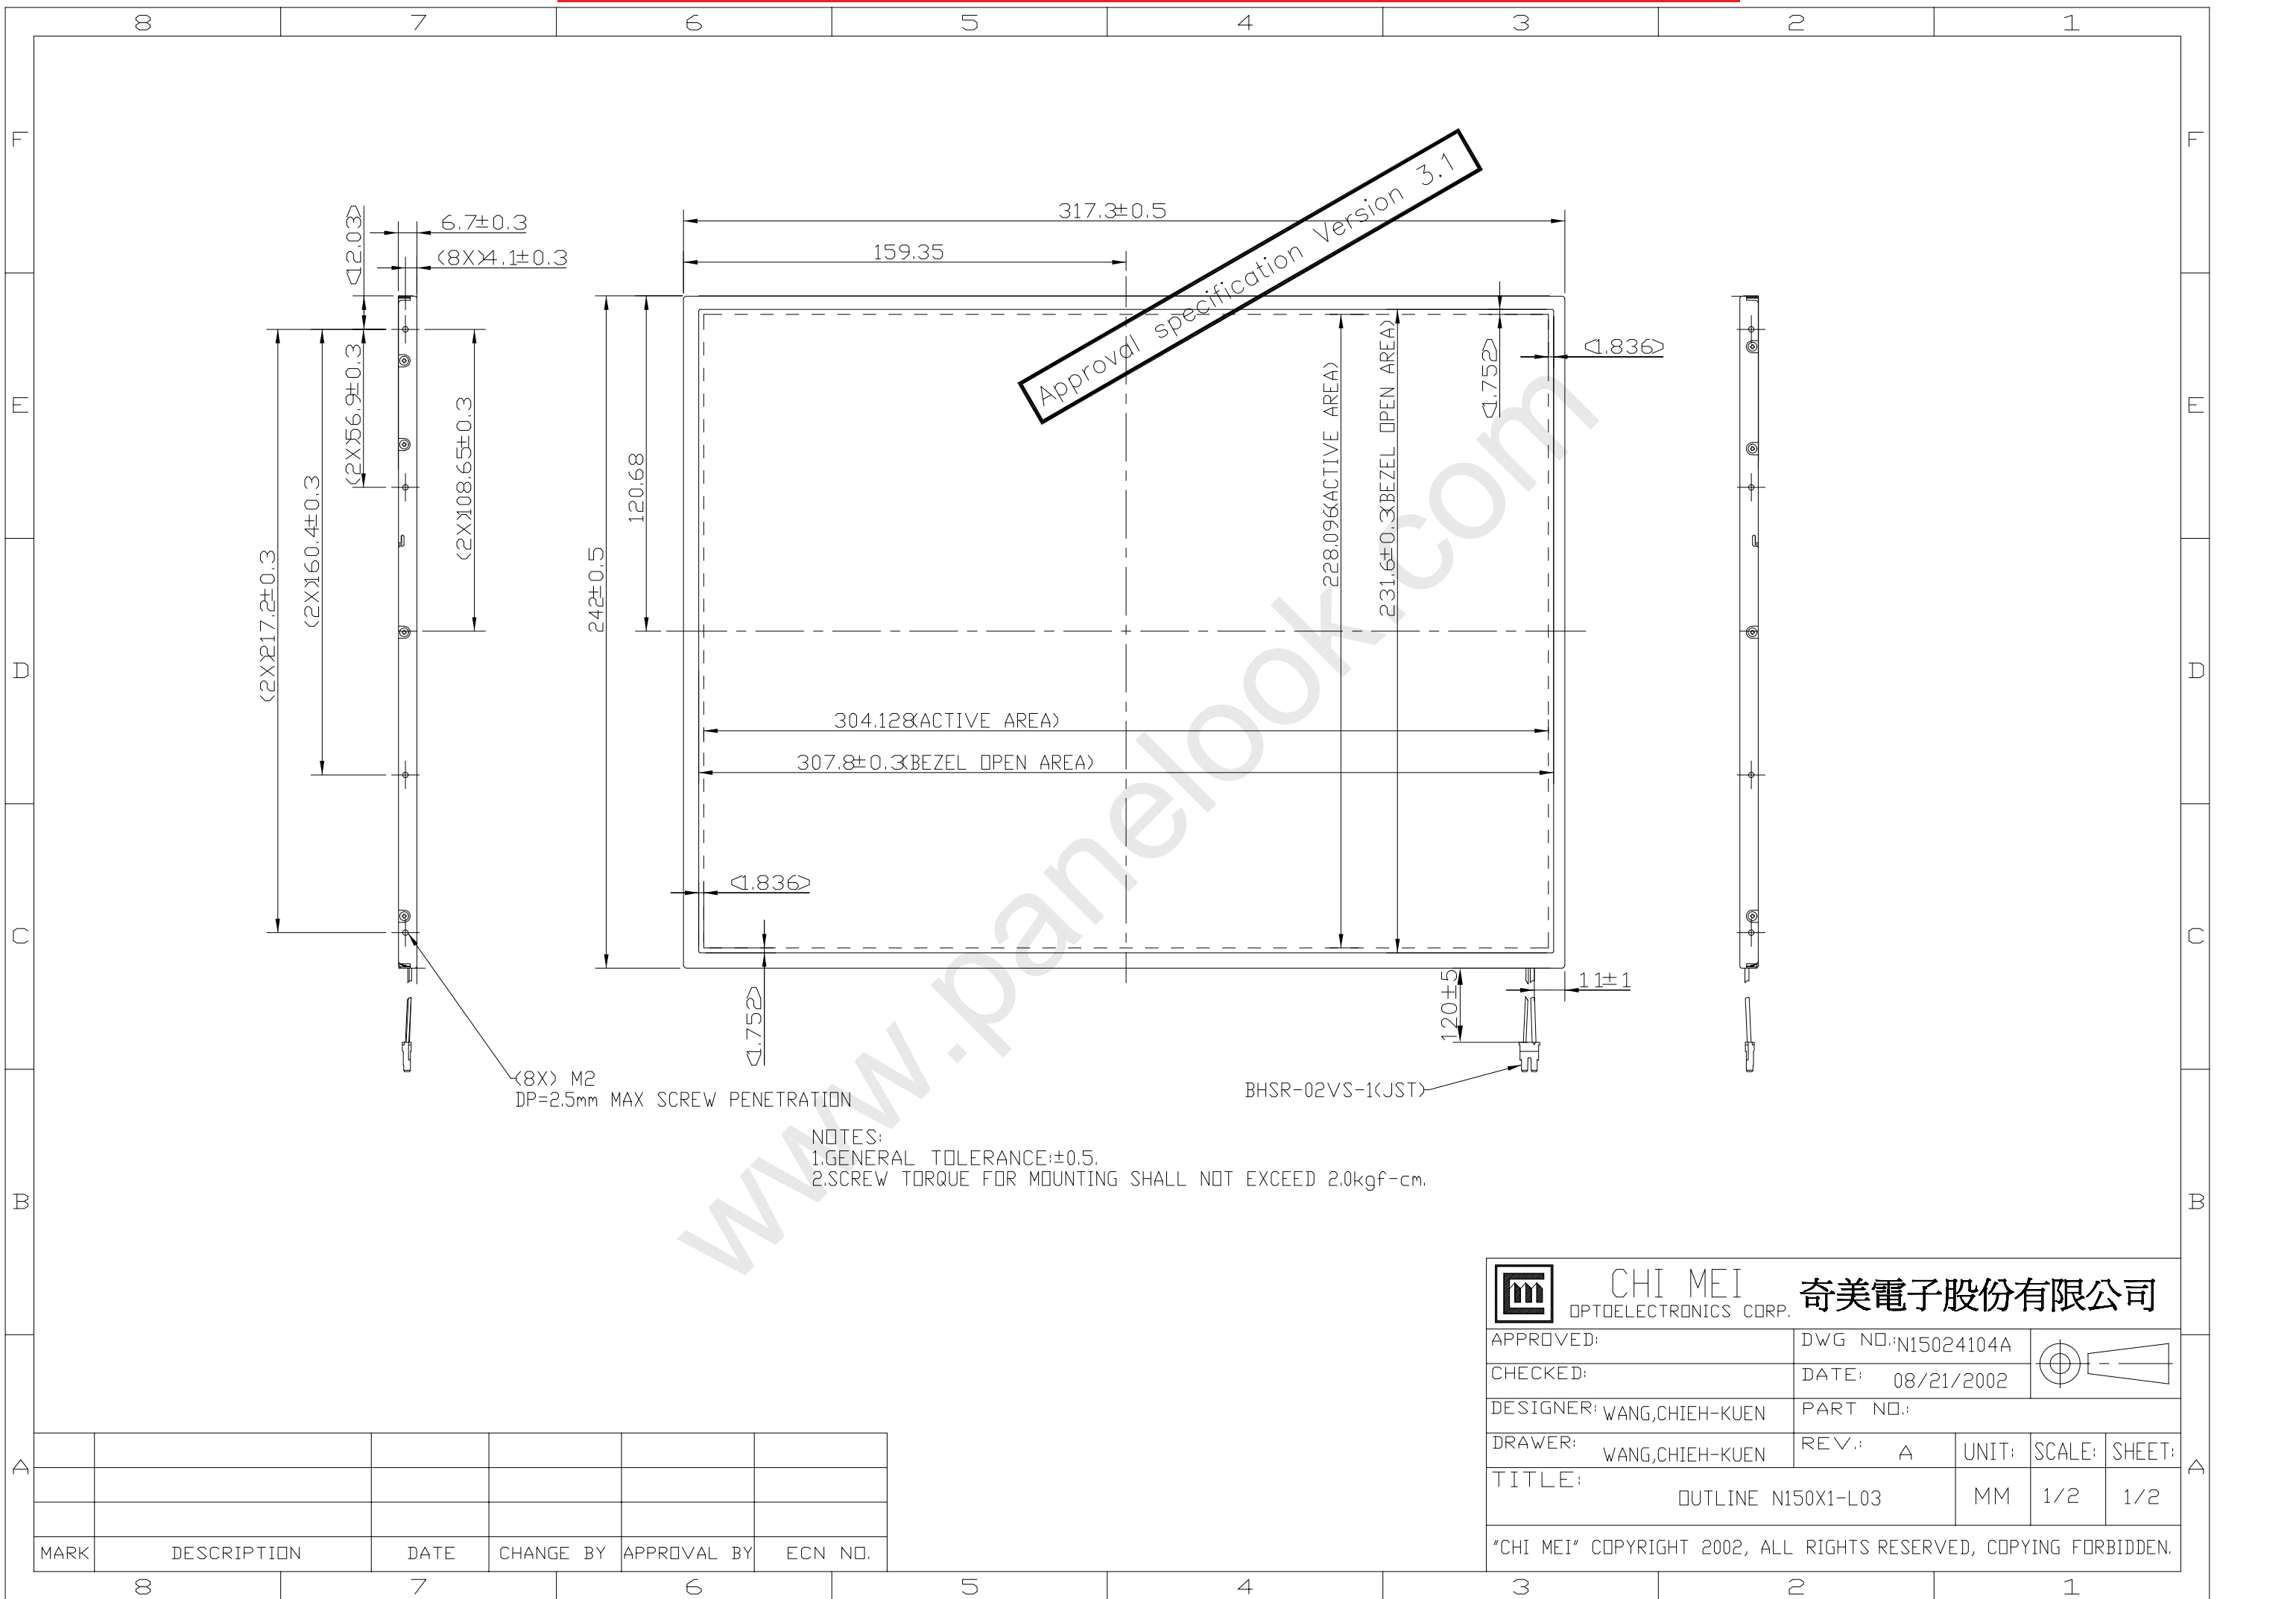 8 7 6 5 4 3 2 1
F F
E E
D D
C C
B B
A A
Approval specification Version 3.1
<12.03>
6.7±0.3
(8X)4.1±0.3
317.3±0.5
159.35
(2X)56.9±0.3
(2X)108.65±0.3
(2X)160.4±0.3
(2X)217.2±0.3
242±0.5
120.68
228.096(ACTIVE AREA)
231.6±0.3(BEZEL OPEN AREA)
<1.752>
<1.836>
304.128(ACTIVE AREA)
307.8±0.3(BEZEL OPEN AREA)
<1.836>
<1.752>
120±5
11±1
(8X) M2
DP=2.5mm MAX SCREW PENETRATION
BHSR-02VS-1(JST)
NOTES:
1.GENERAL TOLERANCE:±0.5.
2.SCREW TORQUE FOR MOUNTING SHALL NOT EXCEED 2.0kgf-cm.
www.panelook.com
CHI MEI
OPTOELECTRONICS CORP.
奇美電子股份有限公司
APPROVED:
DWG NO.:N15024104A
CHECKED:
DATE: 08/21/2002
DESIGNER: WANG,CHIEH-KUEN
PART NO.:
DRAWER: WANG,CHIEH-KUEN
REV.: A
UNIT: SCALE: SHEET:
TITLE:
OUTLINE N150X1-L03
MM 1/2 1/2
"CHI MEI" COPYRIGHT 2002, ALL RIGHTS RESERVED, COPYING FORBIDDEN.
MARK DESCRIPTION DATE CHANGE BY APPROVAL BY ECN NO.
8 7 6 5 4 3 2 1